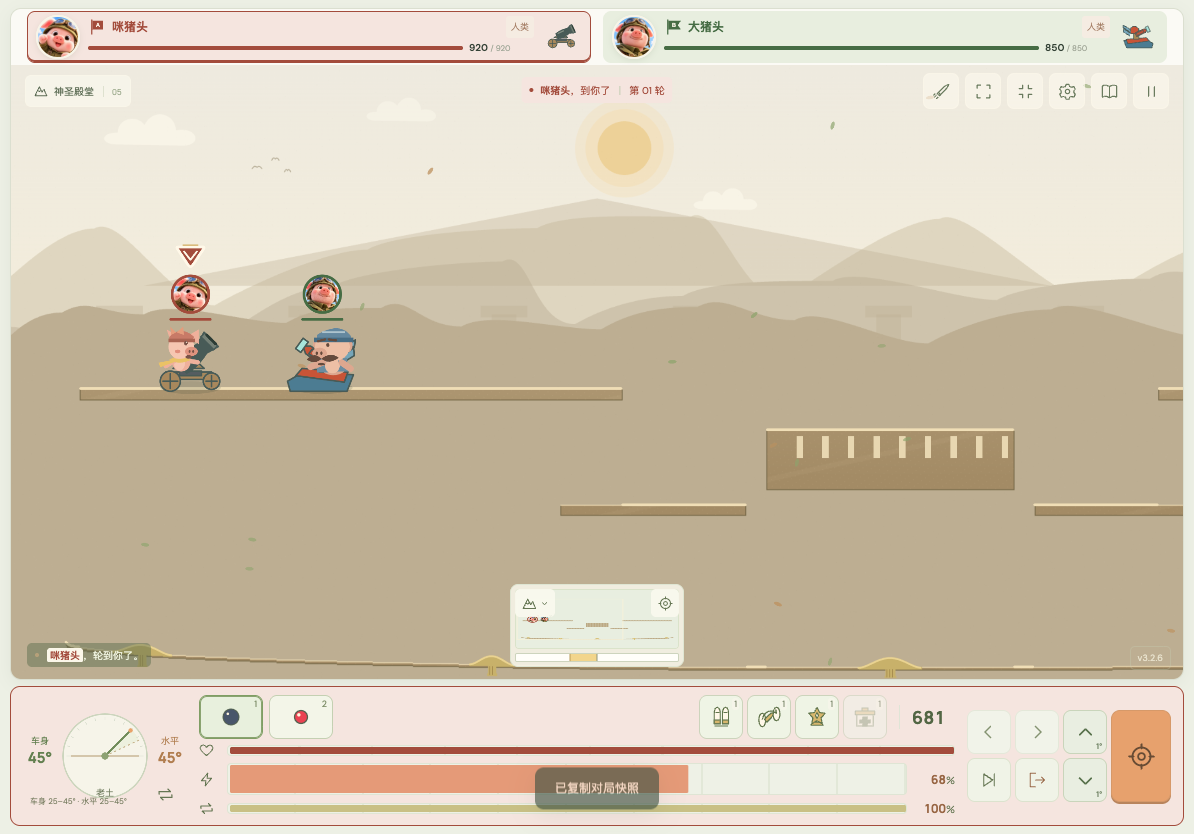 咪猪头
人类
920 / 920
大猪头
人类
850 / 850
神圣殿堂 05
咪猪头，到你了 第 01 轮
咪猪头，轮到你了。
v3.2.6
车身
45°
水平
45°
老土
车身 25–45° · 水平 25–45°
1
2
1
1
1
1
681
68%
100%
1°
1°
已复制对局快照